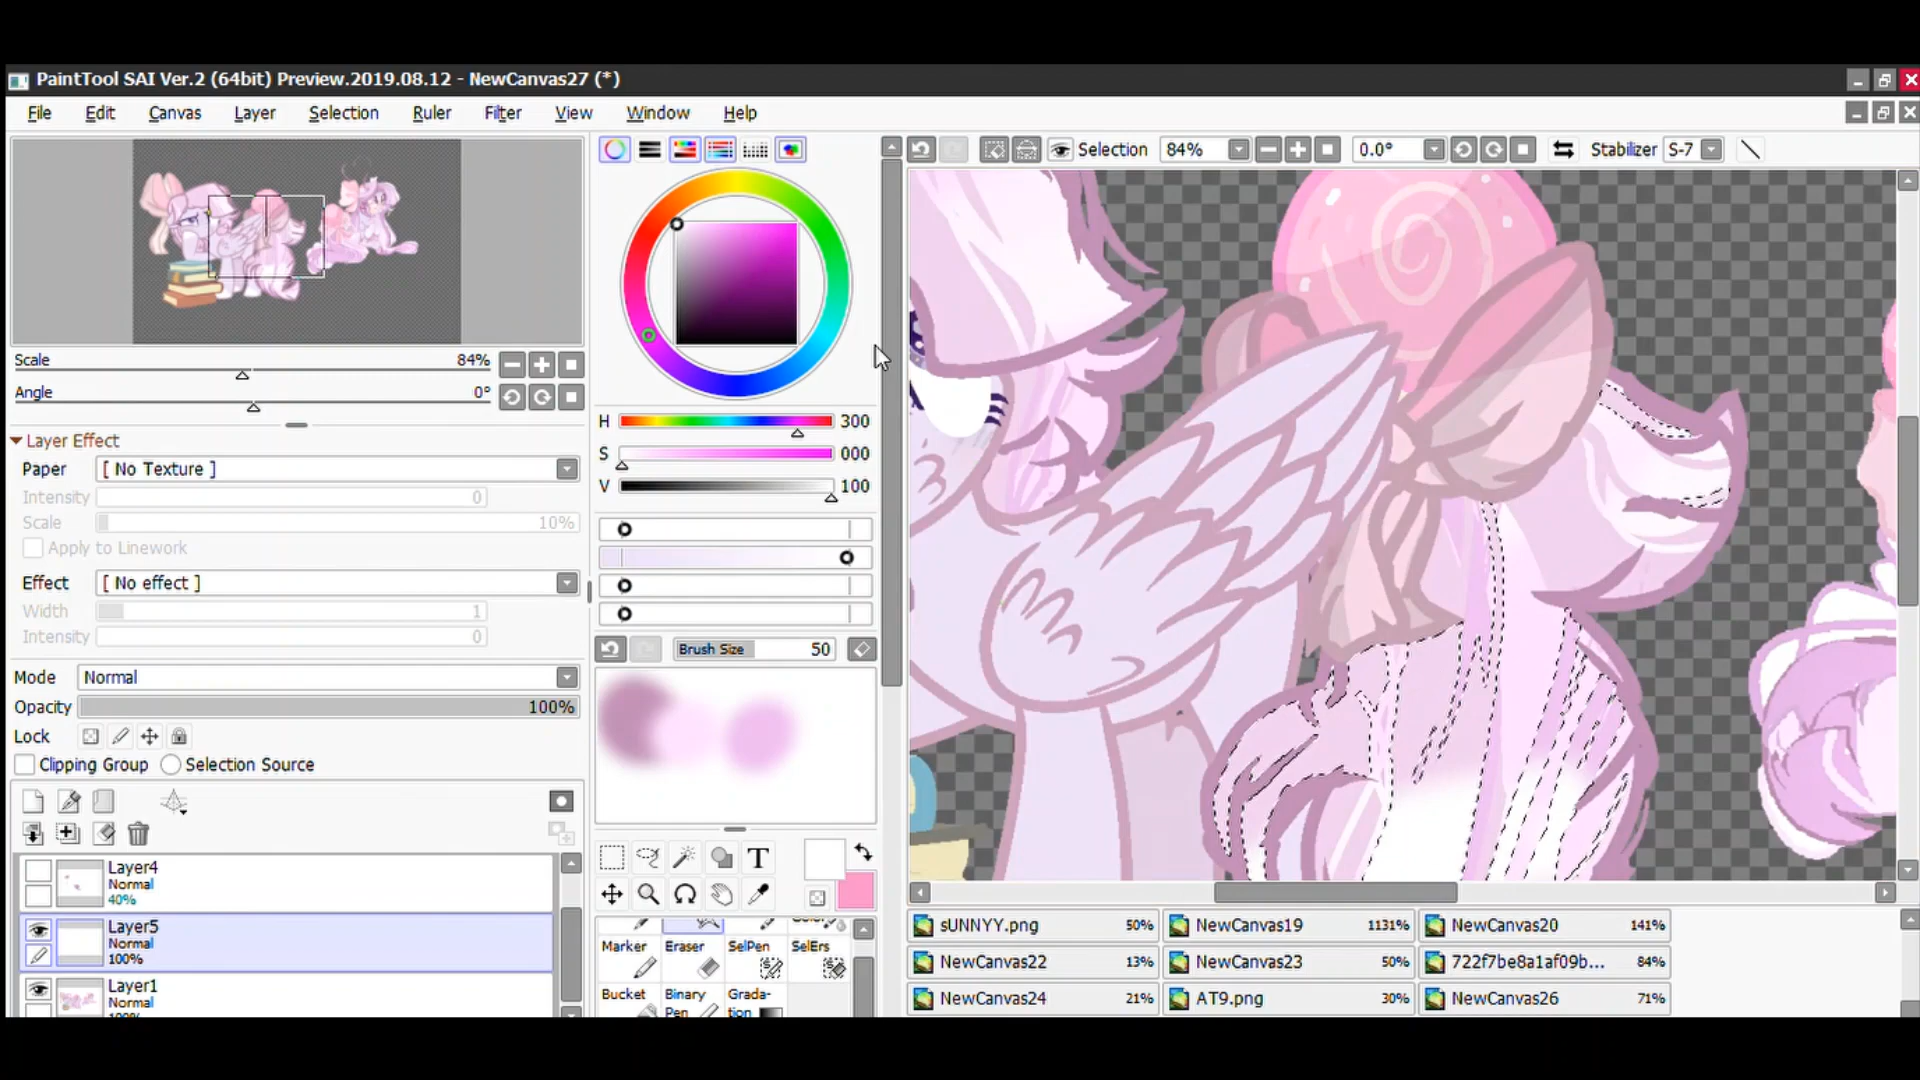 PaintTool SAI Ver.2 (64bit) Preview.2019.08.12 - NewCanvas27 (*)
File Edit Canvas Layer Selection Ruler Filter View Window Help
Selection 84% 0.0° Stabilizer S-7
Scale 84%
Angle 0°
Layer Effect
Paper [ No Texture ]
Intensity 0
Scale 10%
Apply to Linework
Effect [ No effect ]
Width 1
Intensity 0
Mode Normal
Opacity 100%
Lock
Clipping Group Selection Source
Layer4
Normal
40%
Layer5
Normal
100%
Layer1
Normal
100%
H 300
S 000
V 100
Brush Size 50
T
Marker Eraser SelPen SelErs
Bucket Binary Pen Grada-tion
sUNNYY.png 50% NewCanvas19 1131% NewCanvas20 141%
NewCanvas22 13% NewCanvas23 50% 722f7be8a1af09b... 84%
NewCanvas24 21% AT9.png 30% NewCanvas26 71%